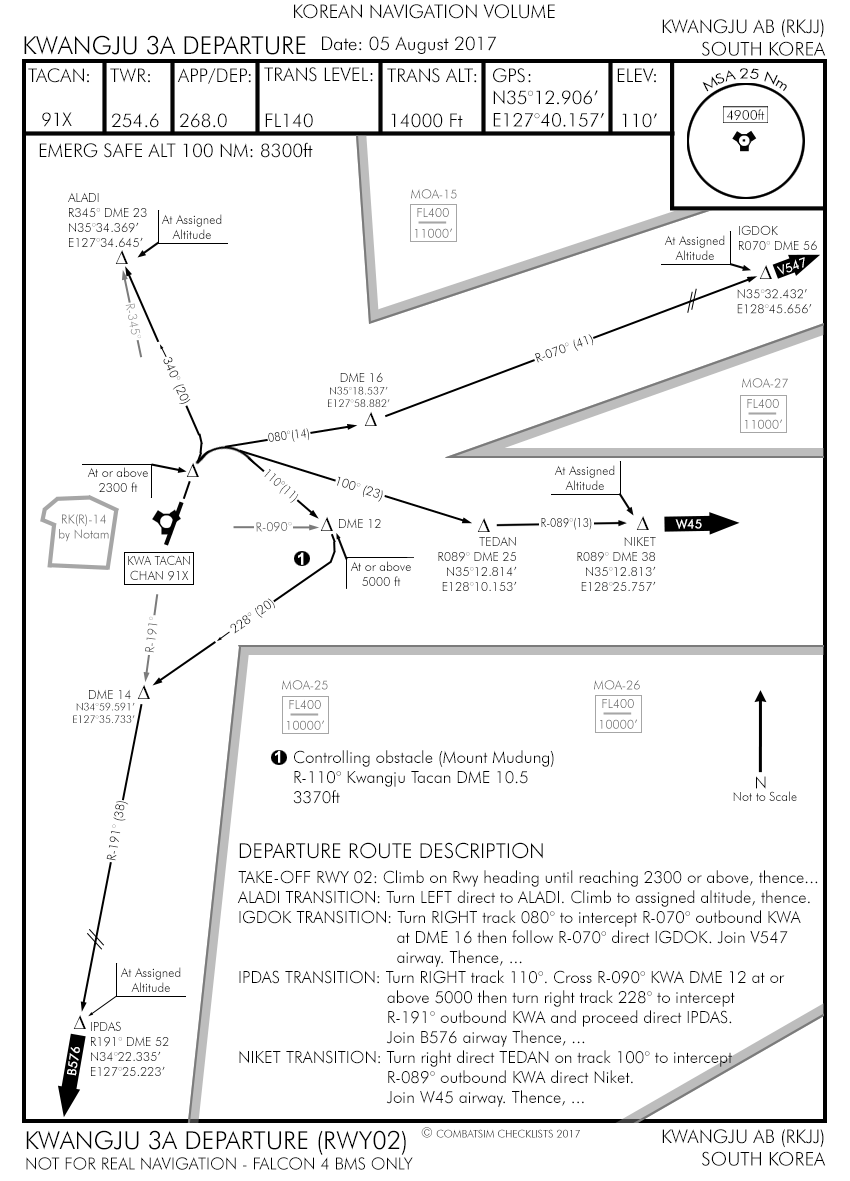 KOREAN NAVIGATION VOLUME
KWANGJU 3A DEPARTURE Date: 05 August 2017
KWANGJU AB (RKJJ)
SOUTH KOREA
TACAN:
91X
TWR:
254.6
APP/DEP:
268.0
TRANS LEVEL:
FL140
TRANS ALT:
14000 Ft
GPS:
N35°12.906'
E127°40.157'
ELEV:
110'
MSA 25 Nm
4900ft
EMERG SAFE ALT 100 NM: 8300ft
ALADI
R345° DME 23
N35°34.369'
E127°34.645'
At Assigned
Altitude
MOA-15
FL400
11000'
At Assigned
Altitude
IGDOK
R070° DME 56
V547
N35°32.432'
E128°45.656'
R-345°
340° (20)
R-070° (41)
DME 16
N35°18.537'
E127°58.882'
MOA-27
FL400
11000'
080°(14)
At or above
2300 ft
110°(11)
100° (23)
At Assigned
Altitude
RK(R)-14
by Notam
R-090°
DME 12
R-089°(13)
W45
KWA TACAN
CHAN 91X
1
At or above
5000 ft
TEDAN
R089° DME 25
N35°12.814'
E128°10.153'
NIKET
R089° DME 38
N35°12.813'
E128°25.757'
R-191°
228° (20)
DME 14
N34°59.591'
E127°35.733'
MOA-25
FL400
10000'
MOA-26
FL400
10000'
1 Controlling obstacle (Mount Mudung)
R-110° Kwangju Tacan DME 10.5
3370ft
N
Not to Scale
R-191° (38)
DEPARTURE ROUTE DESCRIPTION
TAKE-OFF RWY 02: Climb on Rwy heading until reaching 2300 or above, thence...
ALADI TRANSITION: Turn LEFT direct to ALADI. Climb to assigned altitude, thence.
IGDOK TRANSITION: Turn RIGHT track 080° to intercept R-070° outbound KWA
at DME 16 then follow R-070° direct IGDOK. Join V547
airway. Thence, ...
IPDAS TRANSITION: Turn RIGHT track 110°. Cross R-090° KWA DME 12 at or
above 5000 then turn right track 228° to intercept
R-191° outbound KWA and proceed direct IPDAS.
Join B576 airway Thence, ...
NIKET TRANSITION: Turn right direct TEDAN on track 100° to intercept
R-089° outbound KWA direct Niket.
Join W45 airway. Thence, ...
At Assigned
Altitude
IPDAS
R191° DME 52
N34°22.335'
E127°25.223'
B576
KWANGJU 3A DEPARTURE (RWY02)
© COMBATSIM CHECKLISTS 2017
NOT FOR REAL NAVIGATION - FALCON 4 BMS ONLY
KWANGJU AB (RKJJ)
SOUTH KOREA